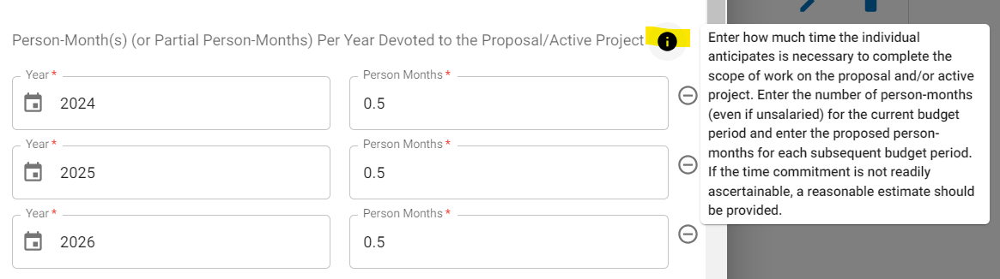 Person-Month(s) (or Partial Person-Months) Per Year Devoted to the Proposal/Active Project
Year *
2024
Person Months *
0.5
Year *
2025
Person Months *
0.5
Year *
2026
Person Months *
0.5
Enter how much time the individual
anticipates is necessary to complete the
scope of work on the proposal and/or active
project. Enter the number of person-months
(even if unsalaried) for the current budget
period and enter the proposed person-
months for each subsequent budget period.
If the time commitment is not readily
ascertainable, a reasonable estimate should
be provided.